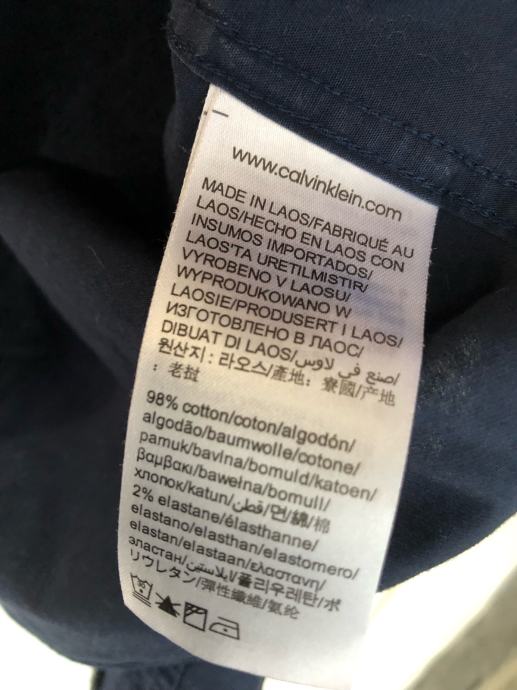 www.calvinklein.com
MADE IN LAOS/FABRIQUÉ AU
LAOS/HECHO EN LAOS CON
INSUMOS IMPORTADOS/
LAOS'TA URETILMISTIR/
VYROBENO V LAOSU/
WYPRODUKOWANO W
LAOSIE/PRODUSERT I LAOS/
ИЗГОТОВЛЕНО В ЛАОС/
DIBUAT DI LAOS/صنع في لاوس/
원산지 : 라오스/產地: 寮國/产地
: 老挝
98% cotton/coton/algodón/
algodão/baumwolle/cotone/
pamuk/bavlna/bomuld/katoen/
βαμβακι/bawełna/bomull/
хлопок/katun/قطن/면/綿/棉
2% elastane/élasthanne/
elastano/elasthan/elastomero/
elastan/elastaan/ελαστανη/
эластан/ايلاستين/폴리우레탄/ポ
リウレタン/彈性纖維/氨纶